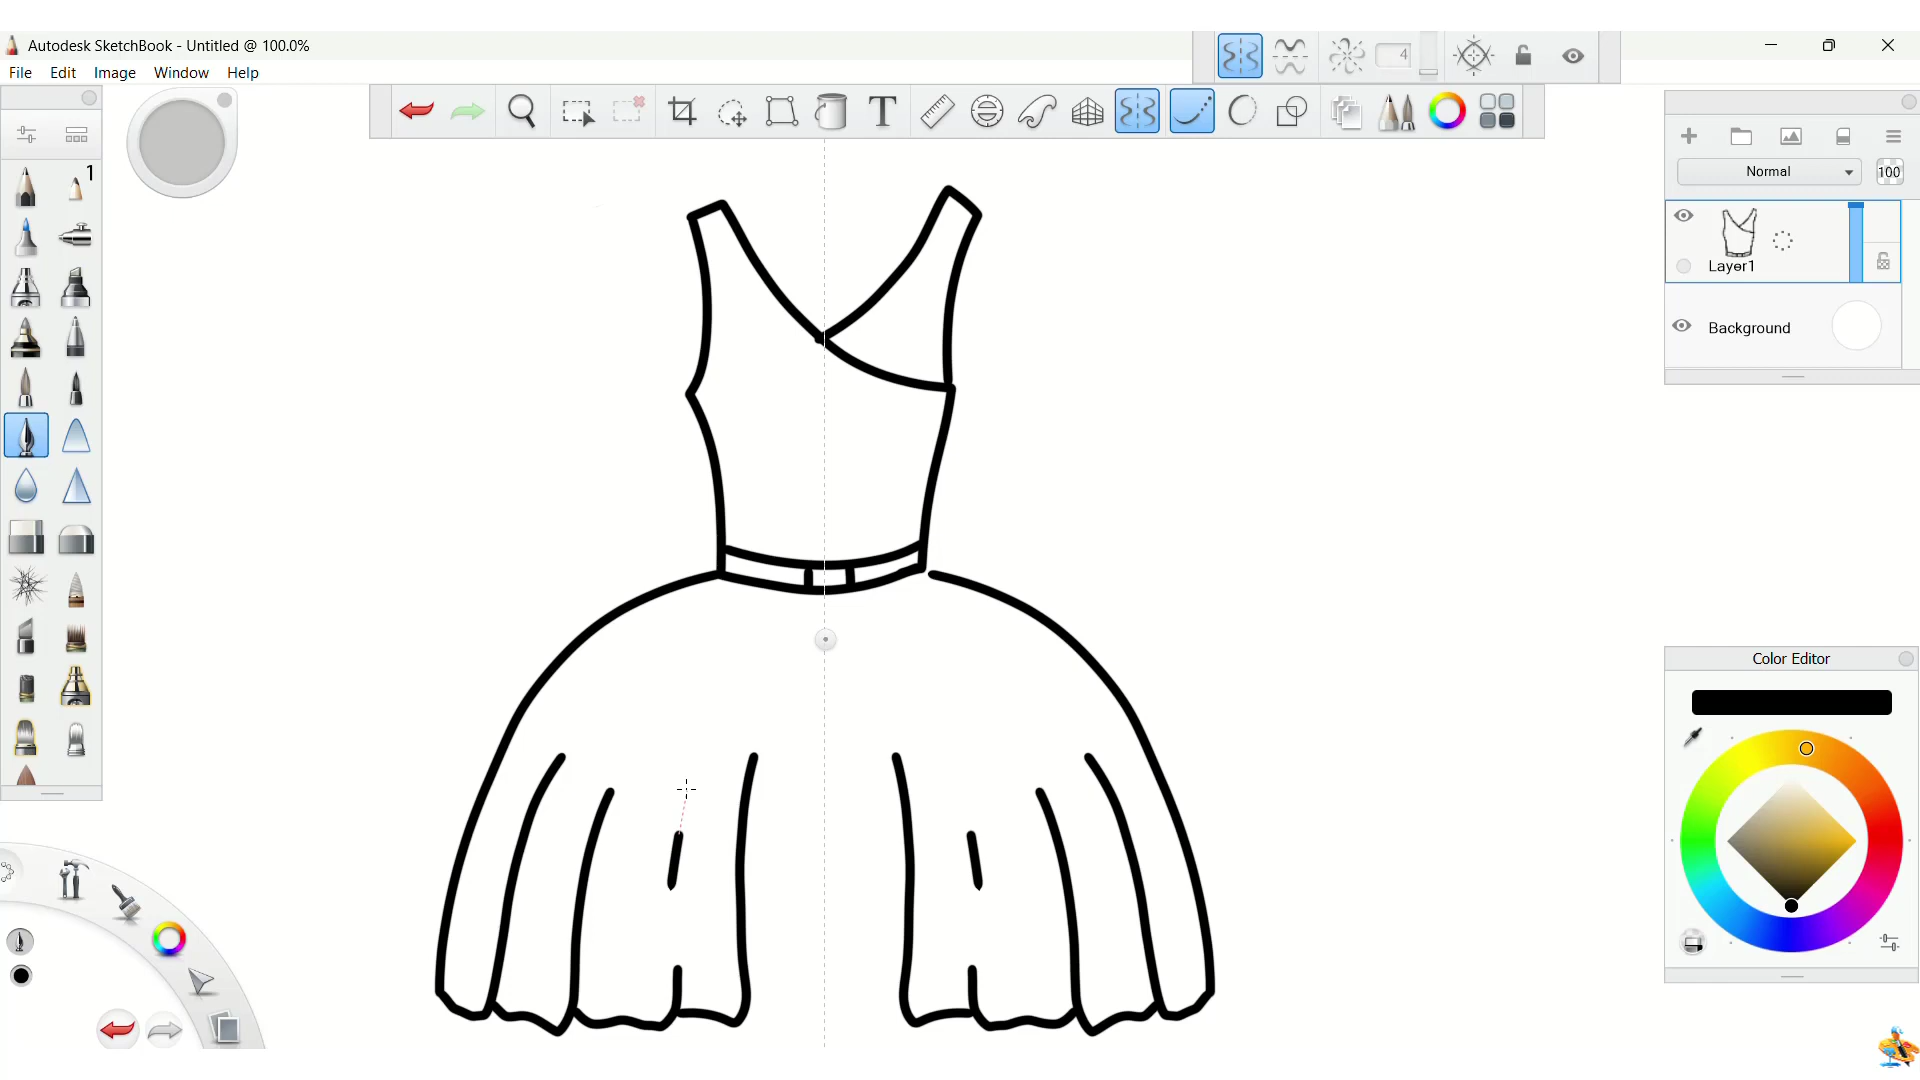 Autodesk SketchBook - Untitled @ 100.0%
4
File Edit Image Window Help
T
1
Normal 100
Layer1
Background
Color Editor